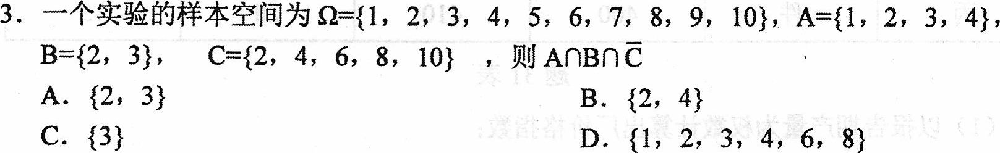 3. 一个实验的样本空间为 Ω={1，2，3，4，5，6，7，8，9，10}，A={1，2，3，4}，
B={2，3}， C={2，4，6，8，10} ，则 A∩B∩C̅
A. {2，3} B. {2，4}
C. {3} D. {1，2，3，4，6，8}